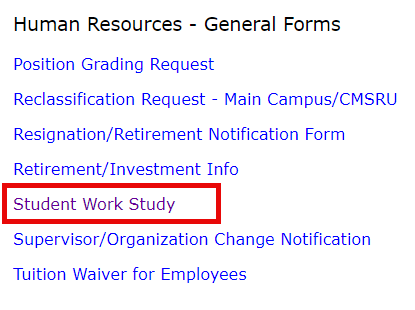 Human Resources - General Forms
Position Grading Request
Reclassification Request - Main Campus/CMSRU
Resignation/Retirement Notification Form
Retirement/Investment Info
Student Work Study
Supervisor/Organization Change Notification
Tuition Waiver for Employees